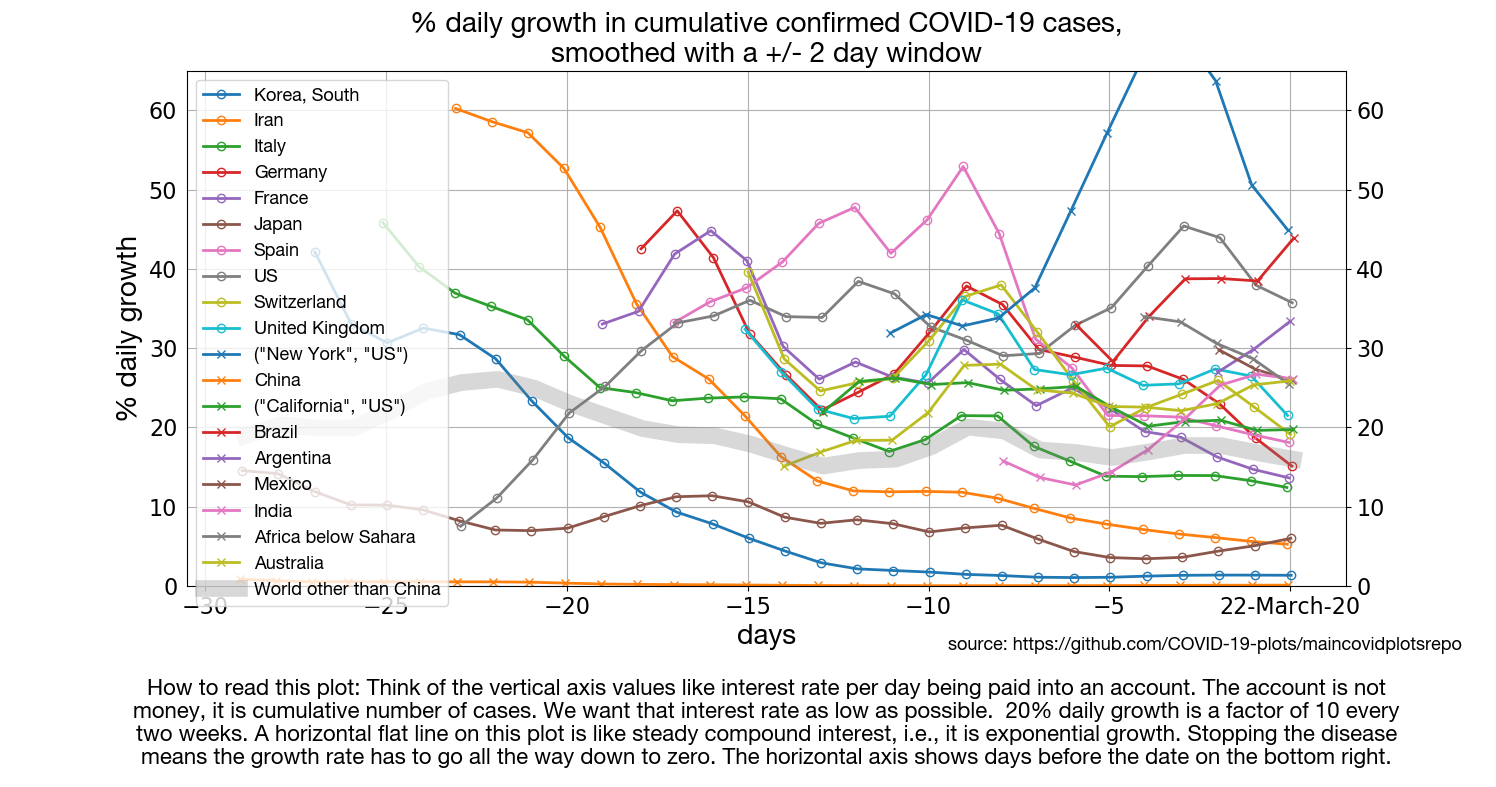 % daily growth in cumulative confirmed COVID-19 cases,
smoothed with a +/- 2 day window
% daily growth
60
50
40
30
20
10
0
Korea, South
Iran
Italy
Germany
France
Japan
Spain
US
Switzerland
United Kingdom
("New York", "US")
China
("California", "US")
Brazil
Argentina
Mexico
India
Africa below Sahara
Australia
World other than China
60
50
40
30
20
10
0
−30 −25 −20 −15 −10 −5 22-March-20
days
source: https://github.com/COVID-19-plots/maincovidplotsrepo
How to read this plot: Think of the vertical axis values like interest rate per day being paid into an account. The account is not
money, it is cumulative number of cases. We want that interest rate as low as possible.  20% daily growth is a factor of 10 every
two weeks. A horizontal flat line on this plot is like steady compound interest, i.e., it is exponential growth. Stopping the disease
means the growth rate has to go all the way down to zero. The horizontal axis shows days before the date on the bottom right.